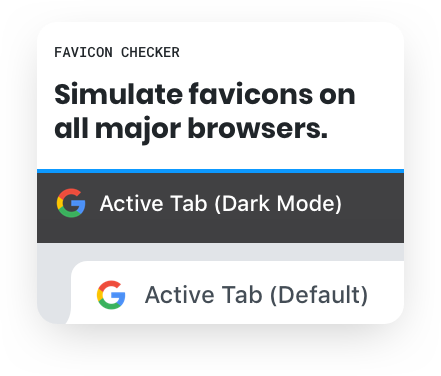 FAVICON CHECKER
Simulate favicons on
all major browsers.
Active Tab (Dark Mode)
Active Tab (Default)